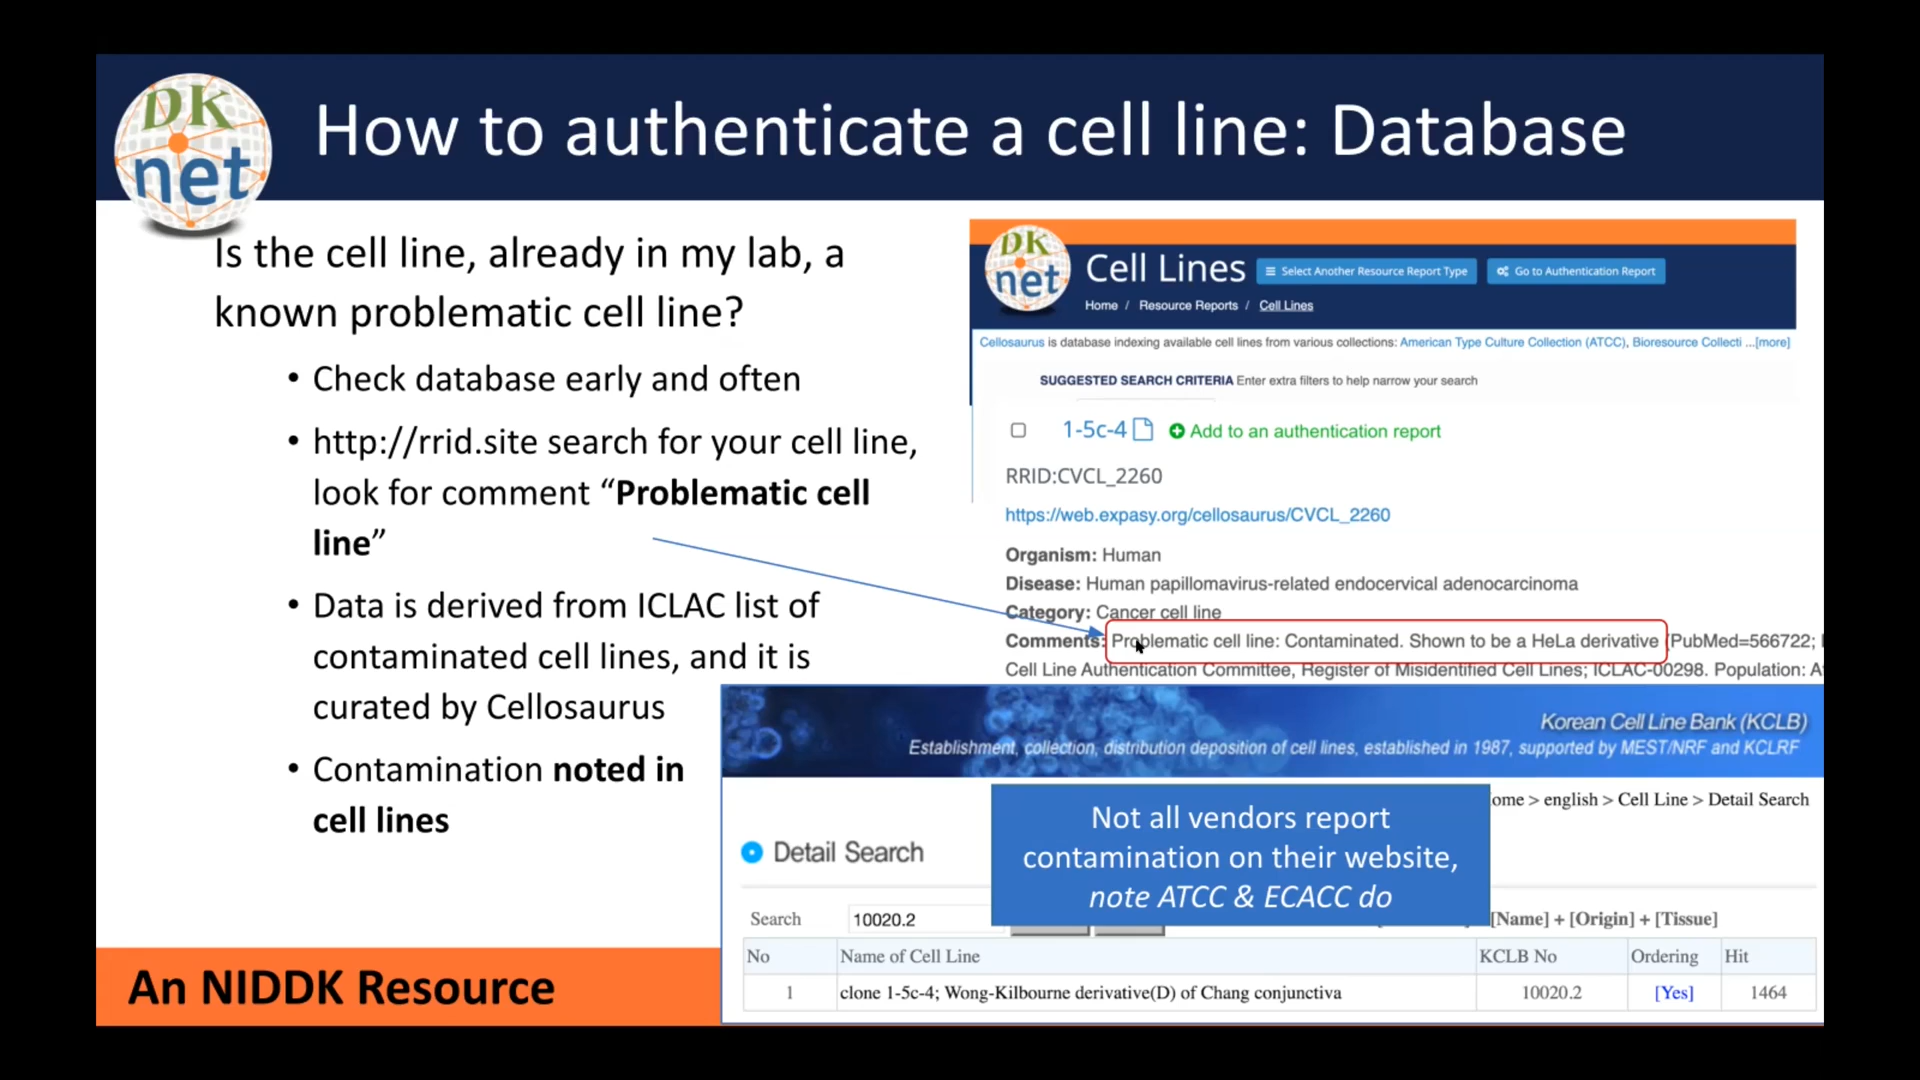 DK
net
How to authenticate a cell line: Database
Is the cell line, already in my lab, a
known problematic cell line?
• Check database early and often
• http://rrid.site search for your cell line,
look for comment “Problematic cell
line”
• Data is derived from ICLAC list of
contaminated cell lines, and it is
curated by Cellosaurus
• Contamination noted in
cell lines
An NIDDK Resource
DK
net
Cell Lines
Select Another Resource Report Type
Go to Authentication Report
Home / Resource Reports / Cell Lines
Cellosaurus is database indexing available cell lines from various collections: American Type Culture Collection (ATCC), Bioresource Collecti ...[more]
SUGGESTED SEARCH CRITERIA Enter extra filters to help narrow your search
1-5c-4 Add to an authentication report
RRID:CVCL_2260
https://web.expasy.org/cellosaurus/CVCL_2260
Organism: Human
Disease: Human papillomavirus-related endocervical adenocarcinoma
Category: Cancer cell line
Comments: Problematic cell line: Contaminated. Shown to be a HeLa derivative (PubMed=566722;
Cell Line Authentication Committee, Register of Misidentified Cell Lines; ICLAC-00298. Population: A
Korean Cell Line Bank (KCLB)
Establishment, collection, distribution deposition of cell lines, established in 1987, supported by MEST/NRF and KCLRF
ome > english > Cell Line > Detail Search
Not all vendors report
contamination on their website,
note ATCC & ECACC do
Detail Search
Search 10020.2 [Name] + [Origin] + [Tissue]
No Name of Cell Line KCLB No Ordering Hit
1 clone 1-5c-4; Wong-Kilbourne derivative(D) of Chang conjunctiva 10020.2 [Yes] 1464